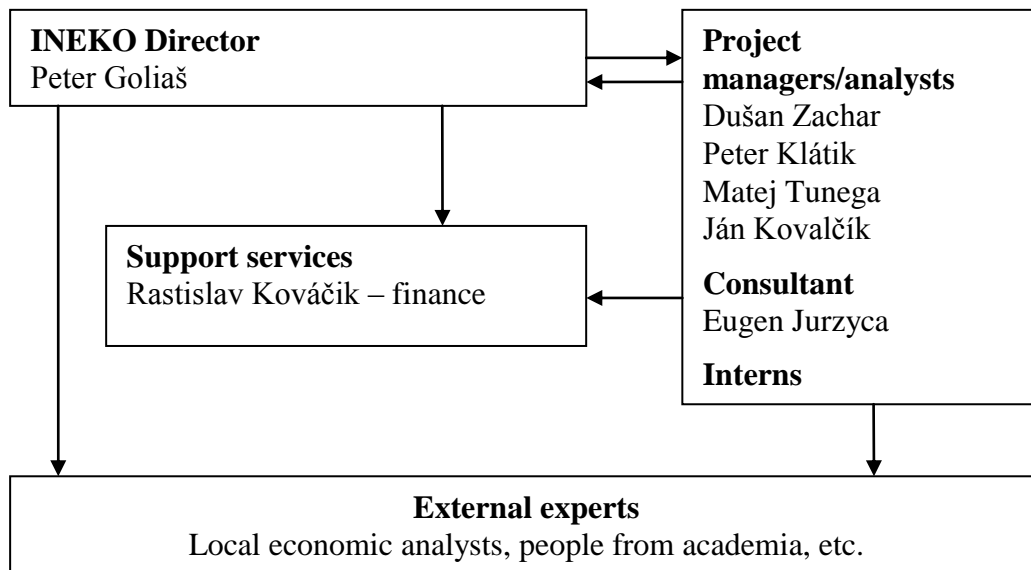 INEKO Director
Peter Goliaš
Project
managers/analysts
Dušan Zachar
Peter Klátik
Matej Tunega
Ján Kovalčík
Consultant
Eugen Jurzyca
Interns
Support services
Rastislav Kováčik – finance
External experts
Local economic analysts, people from academia, etc.